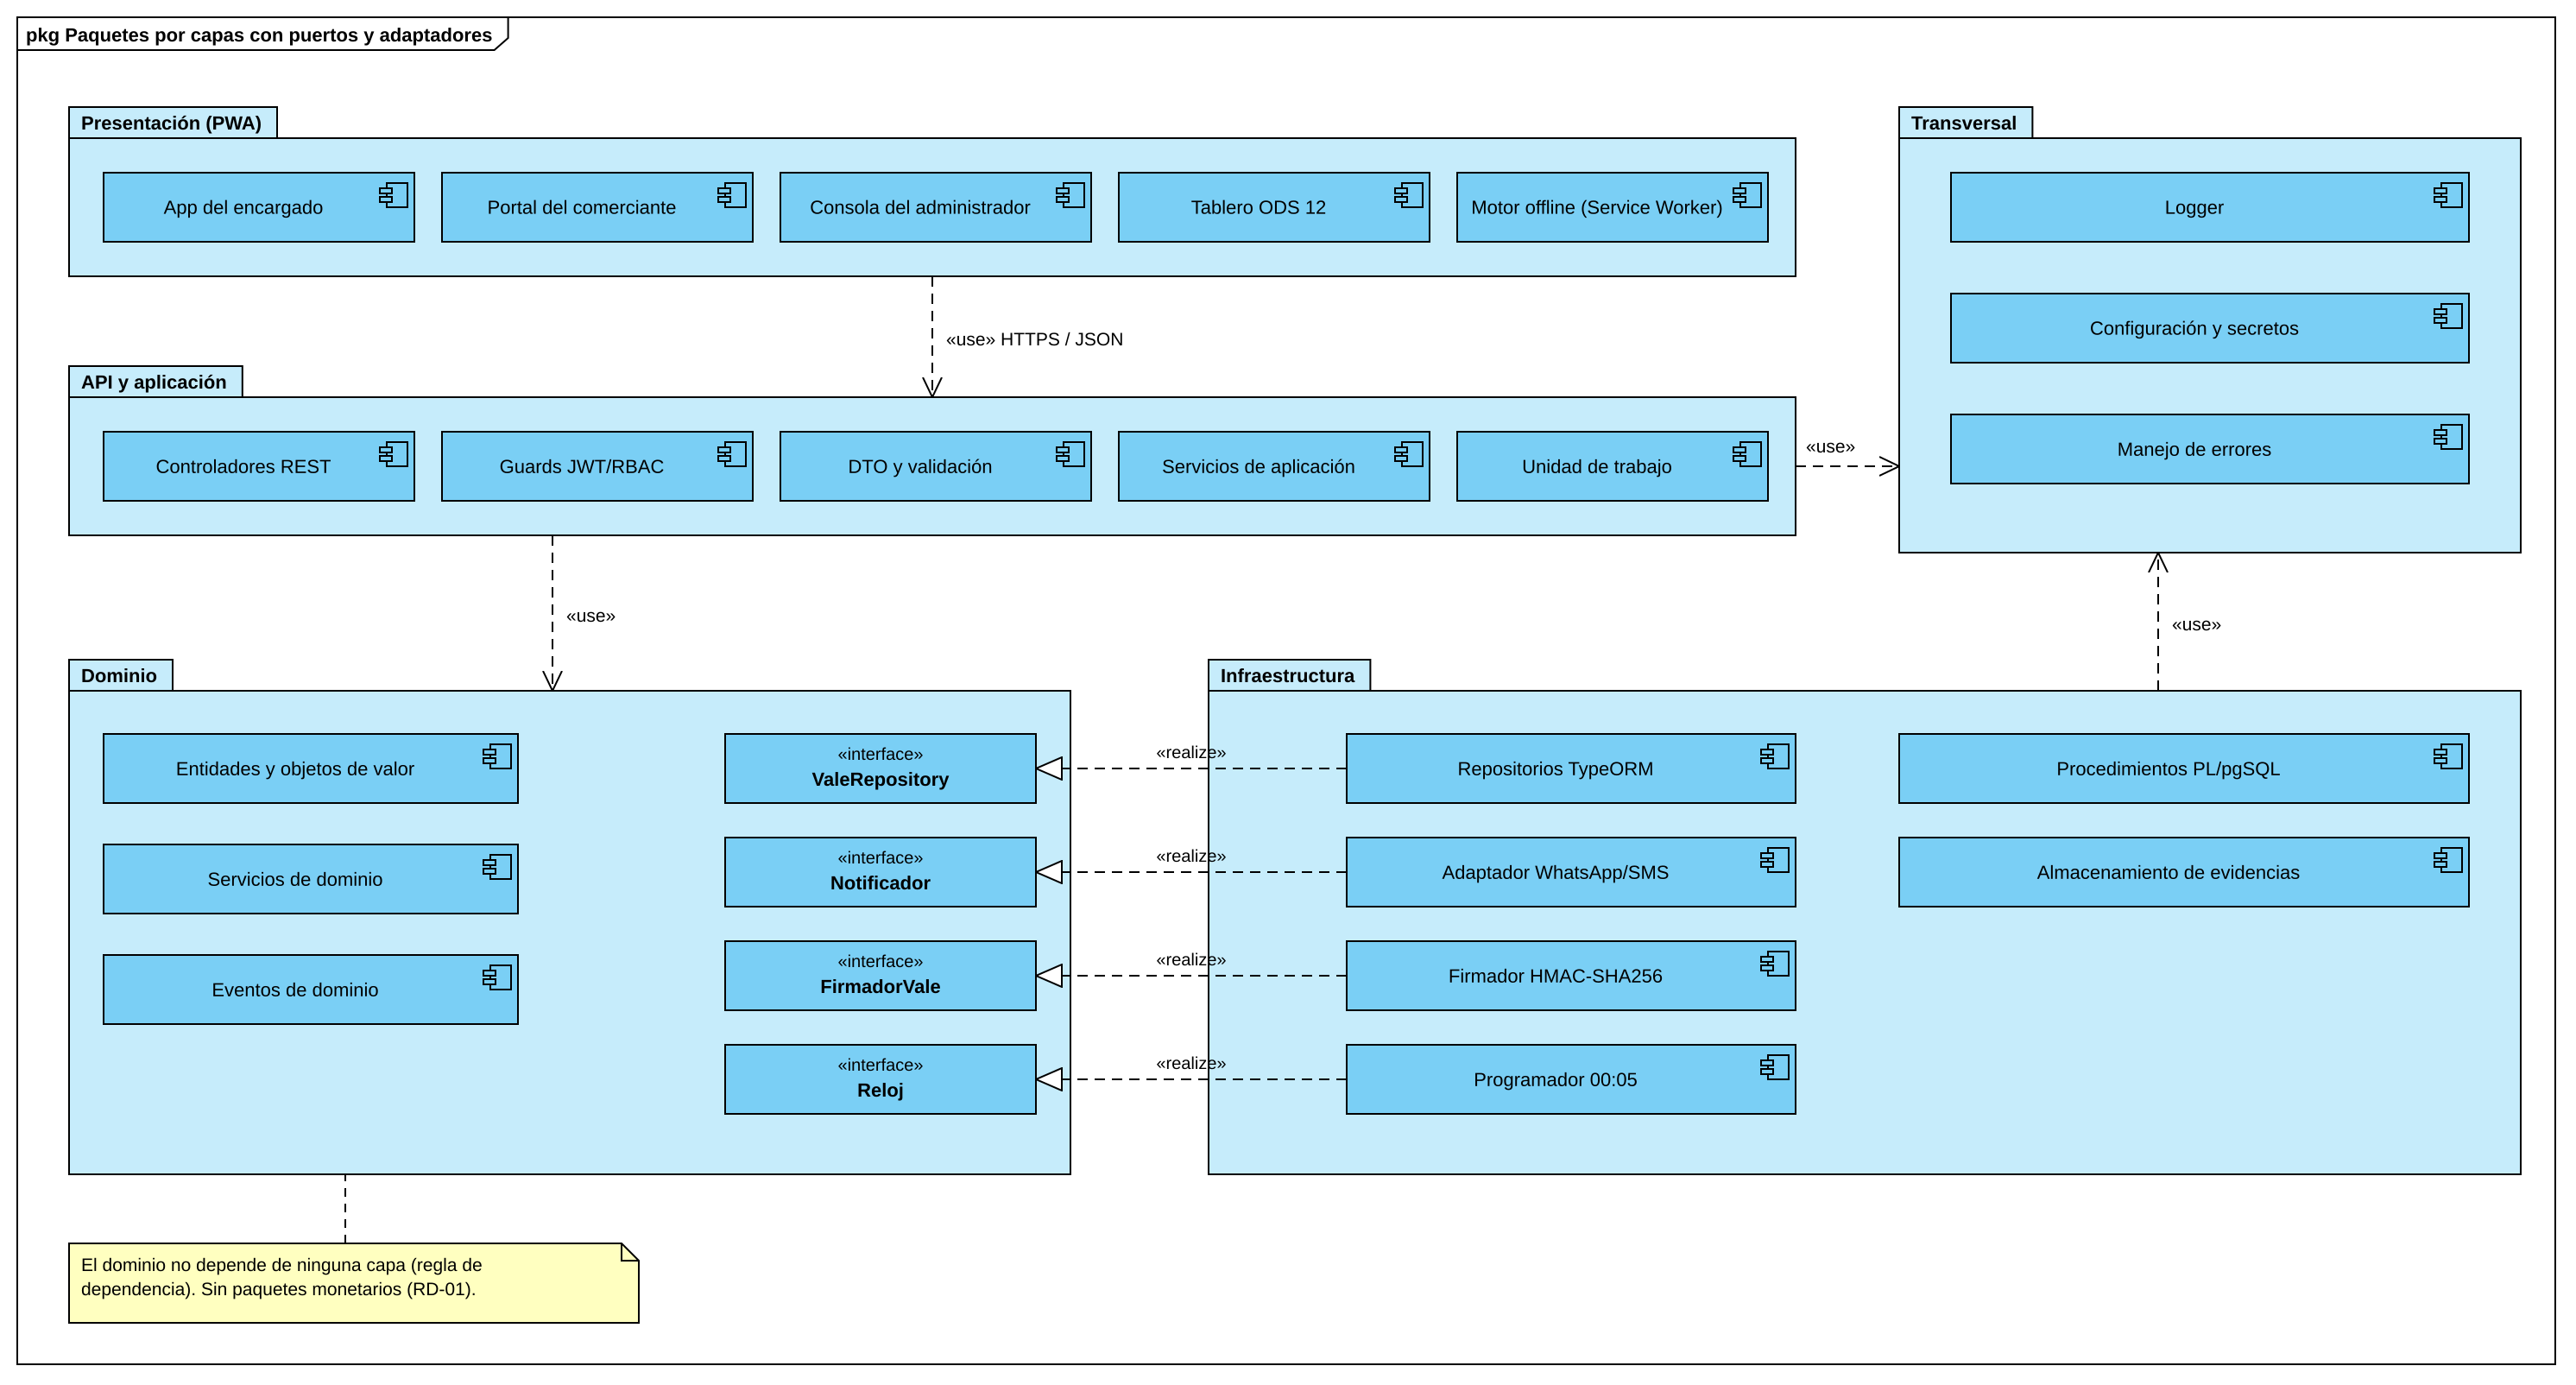 pkg Paquetes por capas con puertos y adaptadores
Presentación (PWA)
App del encargado
Portal del comerciante
Consola del administrador
Tablero ODS 12
Motor offline (Service Worker)
Transversal
Logger
Configuración y secretos
Manejo de errores
«use» HTTPS / JSON
API y aplicación
Controladores REST
Guards JWT/RBAC
DTO y validación
Servicios de aplicación
Unidad de trabajo
«use»
«use»
«use»
Dominio
Entidades y objetos de valor
Servicios de dominio
Eventos de dominio
«interface»
ValeRepository
«interface»
Notificador
«interface»
FirmadorVale
«interface»
Reloj
«realize»
«realize»
«realize»
«realize»
Infraestructura
Repositorios TypeORM
Adaptador WhatsApp/SMS
Firmador HMAC-SHA256
Programador 00:05
Procedimientos PL/pgSQL
Almacenamiento de evidencias
El dominio no depende de ninguna capa (regla de
dependencia). Sin paquetes monetarios (RD-01).